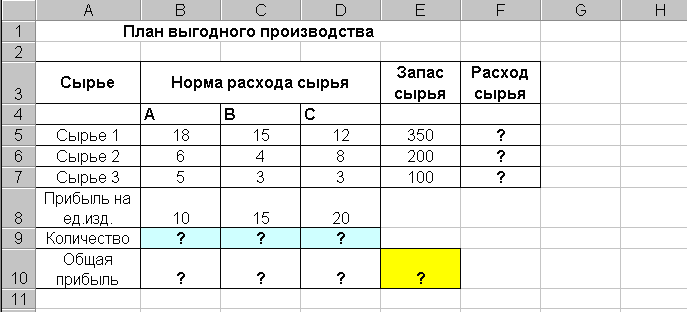 A B C D E F G H
1 План выгодного производства
2
3 Сырье Норма расхода сырья Запас сырья Расход сырья
4 А В С
5 Сырье 1 18 15 12 350 ?
6 Сырье 2 6 4 8 200 ?
7 Сырье 3 5 3 3 100 ?
8 Прибыль на ед.изд. 10 15 20
9 Количество ? ? ?
10 Общая прибыль ? ? ? ?
11